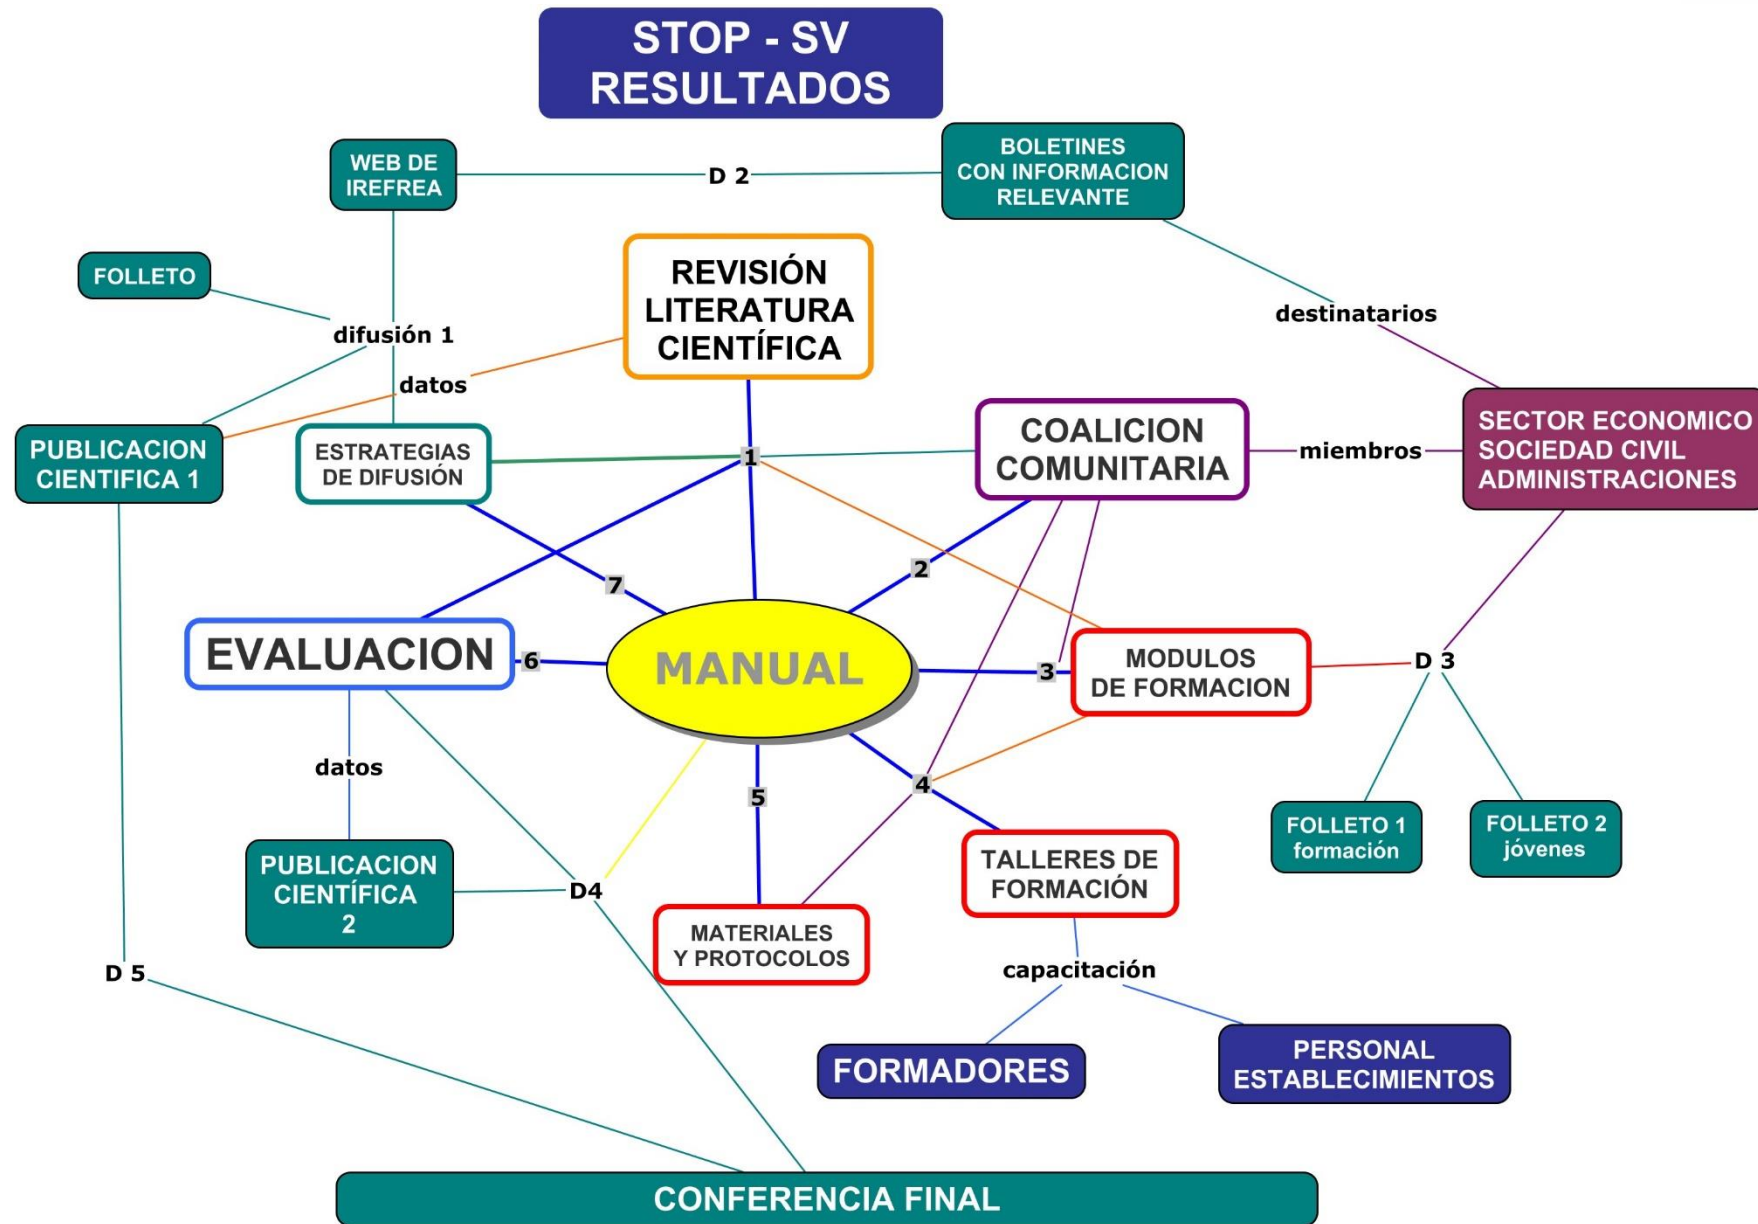 STOP - SV
RESULTADOS
WEB DE
IREFREA
D 2
BOLETINES
CON INFORMACION
RELEVANTE
FOLLETO
difusión 1
REVISIÓN
LITERATURA
CIENTÍFICA
destinatarios
datos
PUBLICACION
CIENTIFICA 1
ESTRATEGIAS
DE DIFUSIÓN
1
COALICION
COMUNITARIA
miembros
SECTOR ECONOMICO
SOCIEDAD CIVIL
ADMINISTRACIONES
7
2
EVALUACION
6
MANUAL
3
MODULOS
DE FORMACION
D 3
datos
5
4
FOLLETO 1
formación
FOLLETO 2
jóvenes
PUBLICACION
CIENTÍFICA
2
D4
MATERIALES
Y PROTOCOLOS
TALLERES DE
FORMACIÓN
D 5
capacitación
FORMADORES
PERSONAL
ESTABLECIMIENTOS
CONFERENCIA FINAL